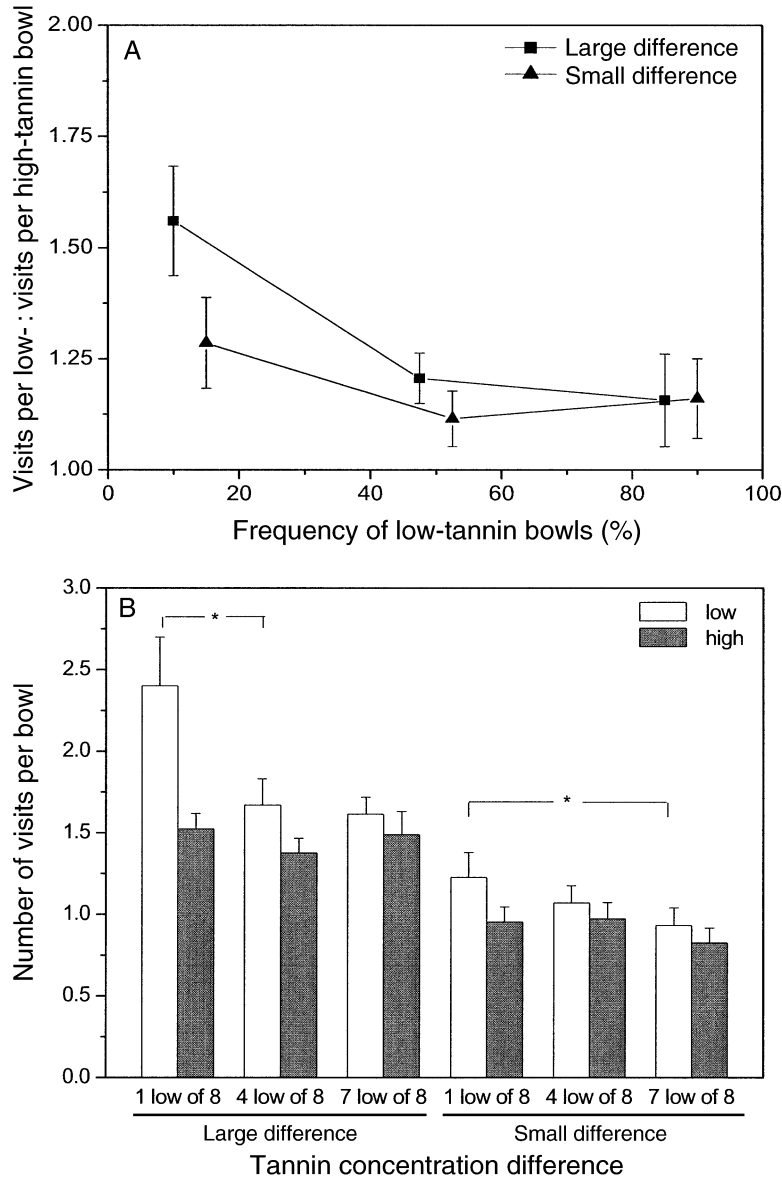 Visits per low- : visits per high-tannin bowl
2.00
1.75
1.50
1.25
1.00
A
Large difference
Small difference
0
20
40
60
80
100
Frequency of low-tannin bowls (%)
Number of visits per bowl
3.0
2.5
2.0
1.5
1.0
0.5
0.0
B
low
high
*
*
1 low of 8 4 low of 8 7 low of 8 1 low of 8 4 low of 8 7 low of 8
Large difference Small difference
Tannin concentration difference